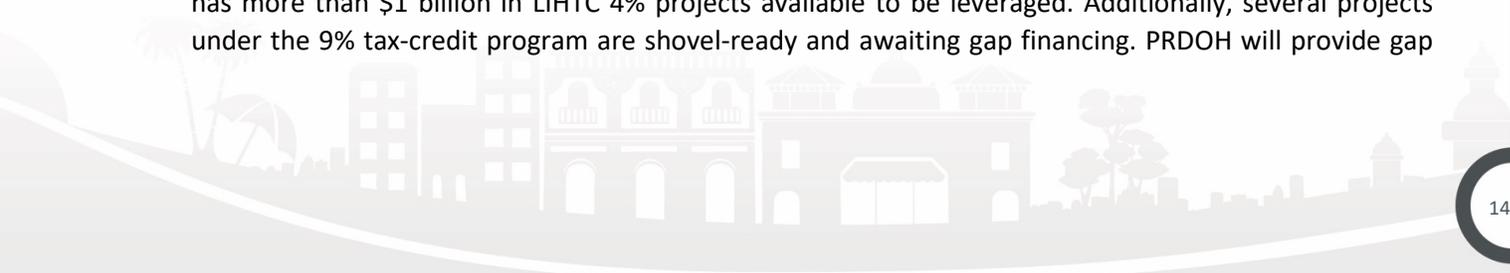 has more than $1 billion in LIHTC 4% projects available to be leveraged. Additionally, several projects
under the 9% tax-credit program are shovel-ready and awaiting gap financing. PRDOH will provide gap
14